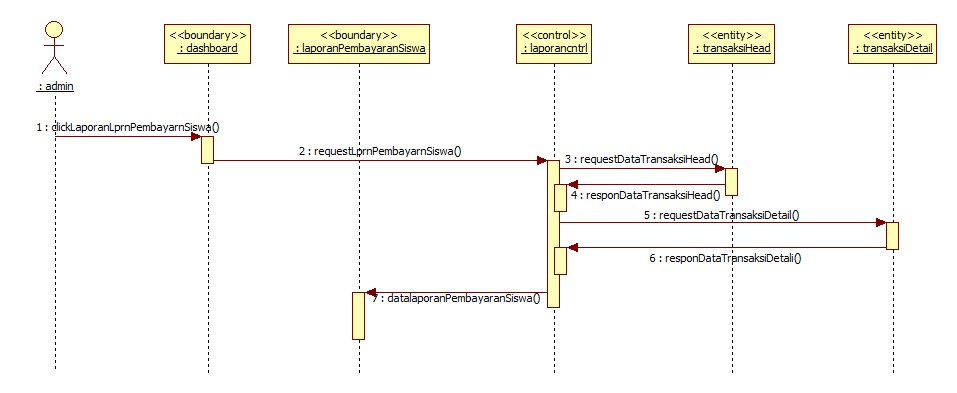 <<boundary>>
: dashboard
<<boundary>>
: laporanPembayaranSiswa
<<control>>
: laporancntrl
<<entity>>
: transaksiHead
<<entity>>
: transaksiDetail
: admin
1 : clickLaporanLprnPembayarnSiswa()
2 : requestLprnPembayarnSiswa()
3 : requestDataTransaksiHead()
4 : responDataTransaksiHead()
5 : requestDataTransaksiDetail()
6 : responDataTransaksiDetali()
7 : datalaporanPembayaranSiswa()